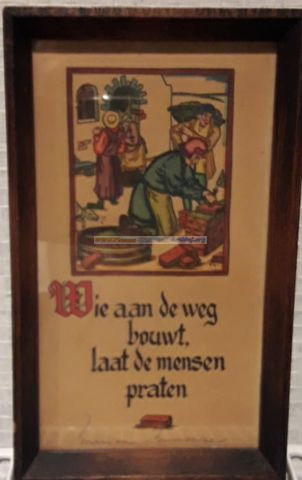 Wie aan de weg
bouwt,
laat de mensen
praten